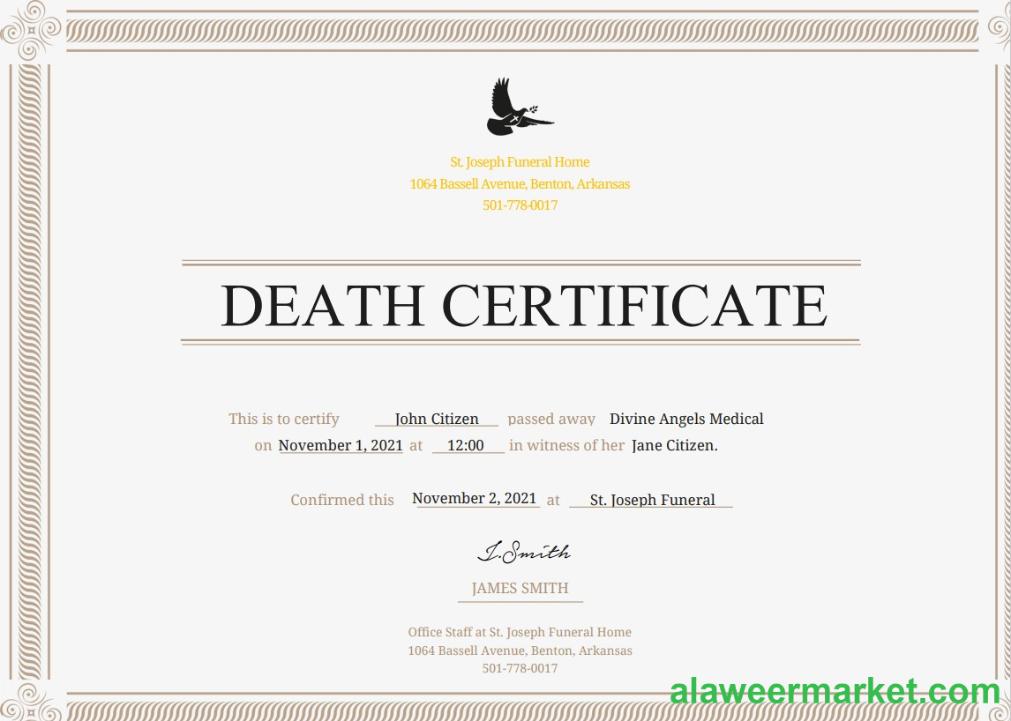 St. Joseph Funeral Home
1064 Bassell Avenue, Benton, Arkansas
501-778-0017
DEATH CERTIFICATE
This is to certify John Citizen passed away Divine Angels Medical
on November 1, 2021 at 12:00 in witness of her Jane Citizen.
Confirmed this November 2, 2021 at St. Joseph Funeral
J.Smith
JAMES SMITH
Office Staff at St. Joseph Funeral Home
1064 Bassell Avenue, Benton, Arkansas
501-778-0017
alaweermarket.com